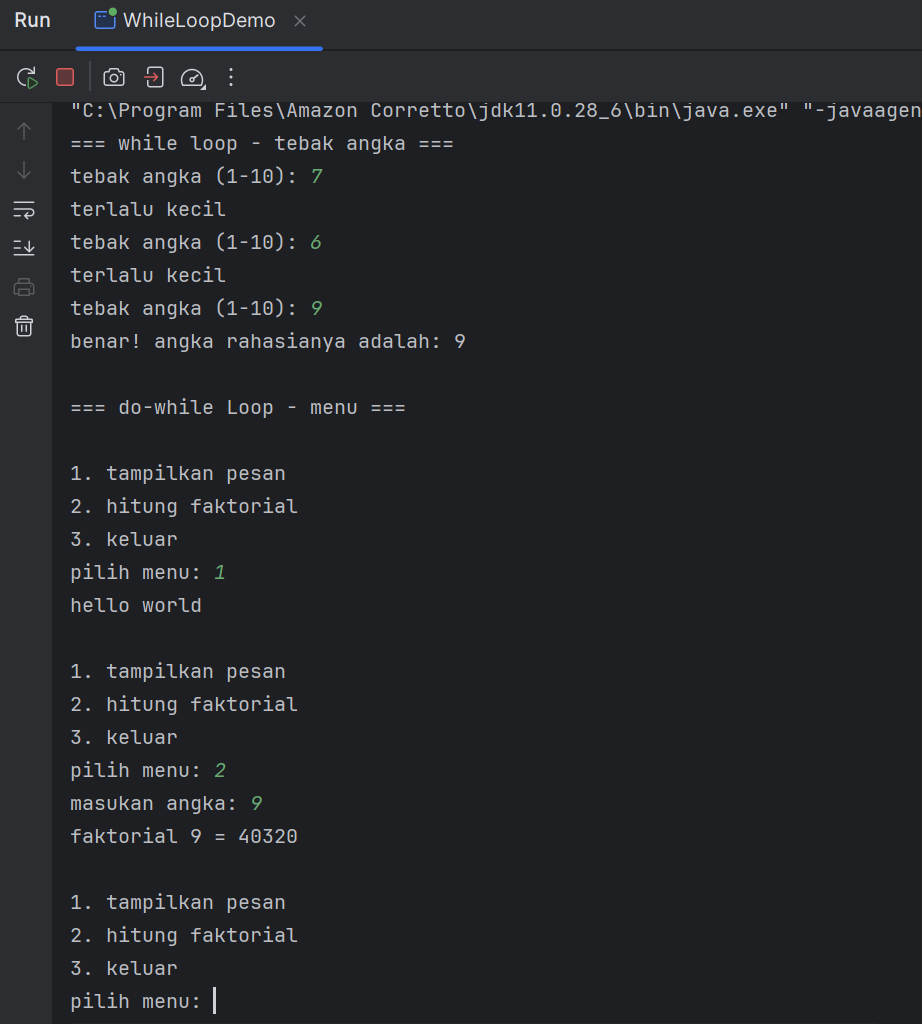 Run
WhileLoopDemo
"C:\Program Files\Amazon Corretto\jdk11.0.28_6\bin\java.exe" "-javaagen
=== while loop - tebak angka ===
tebak angka (1-10): 7
terlalu kecil
tebak angka (1-10): 6
terlalu kecil
tebak angka (1-10): 9
benar! angka rahasianya adalah: 9
=== do-while Loop - menu ===
1. tampilkan pesan
2. hitung faktorial
3. keluar
pilih menu: 1
hello world
1. tampilkan pesan
2. hitung faktorial
3. keluar
pilih menu: 2
masukan angka: 9
faktorial 9 = 40320
1. tampilkan pesan
2. hitung faktorial
3. keluar
pilih menu: